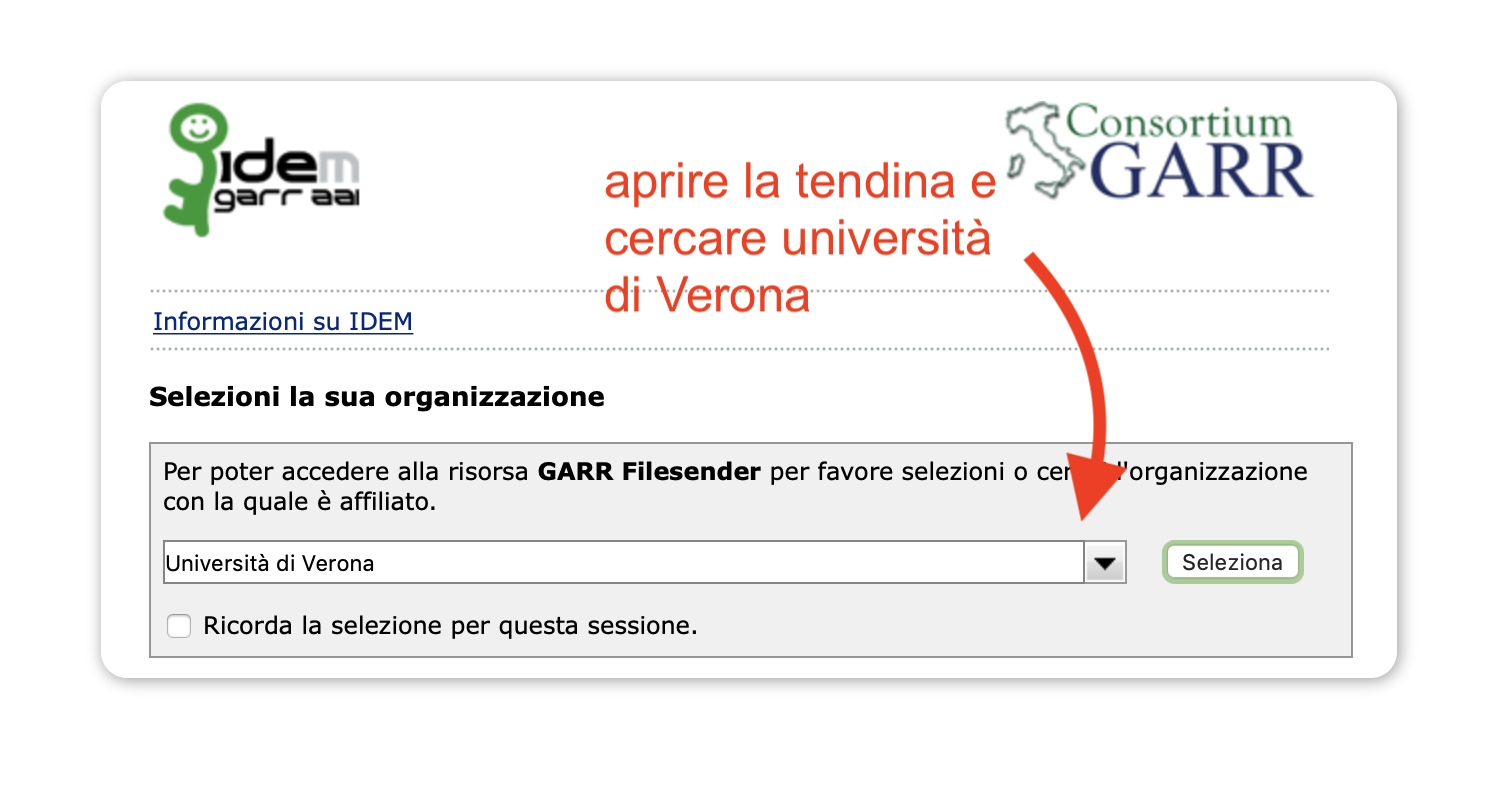 idem
garr aai
Consortium
GARR
aprire la tendina e
cercare università
di Verona
Informazioni su IDEM
Selezioni la sua organizzazione
Per poter accedere alla risorsa GARR Filesender per favore selezioni o l'organizzazione
con la quale è affiliato.
Università di Verona
Seleziona
Ricorda la selezione per questa sessione.